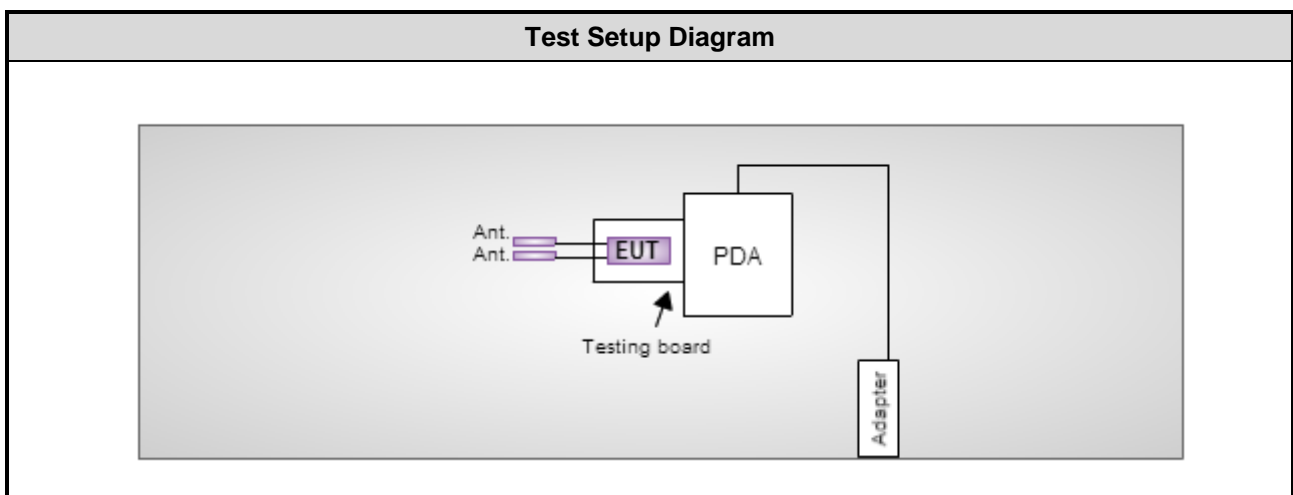 Test Setup Diagram
Ant.
Ant.
EUT
PDA
Testing board
Adapter